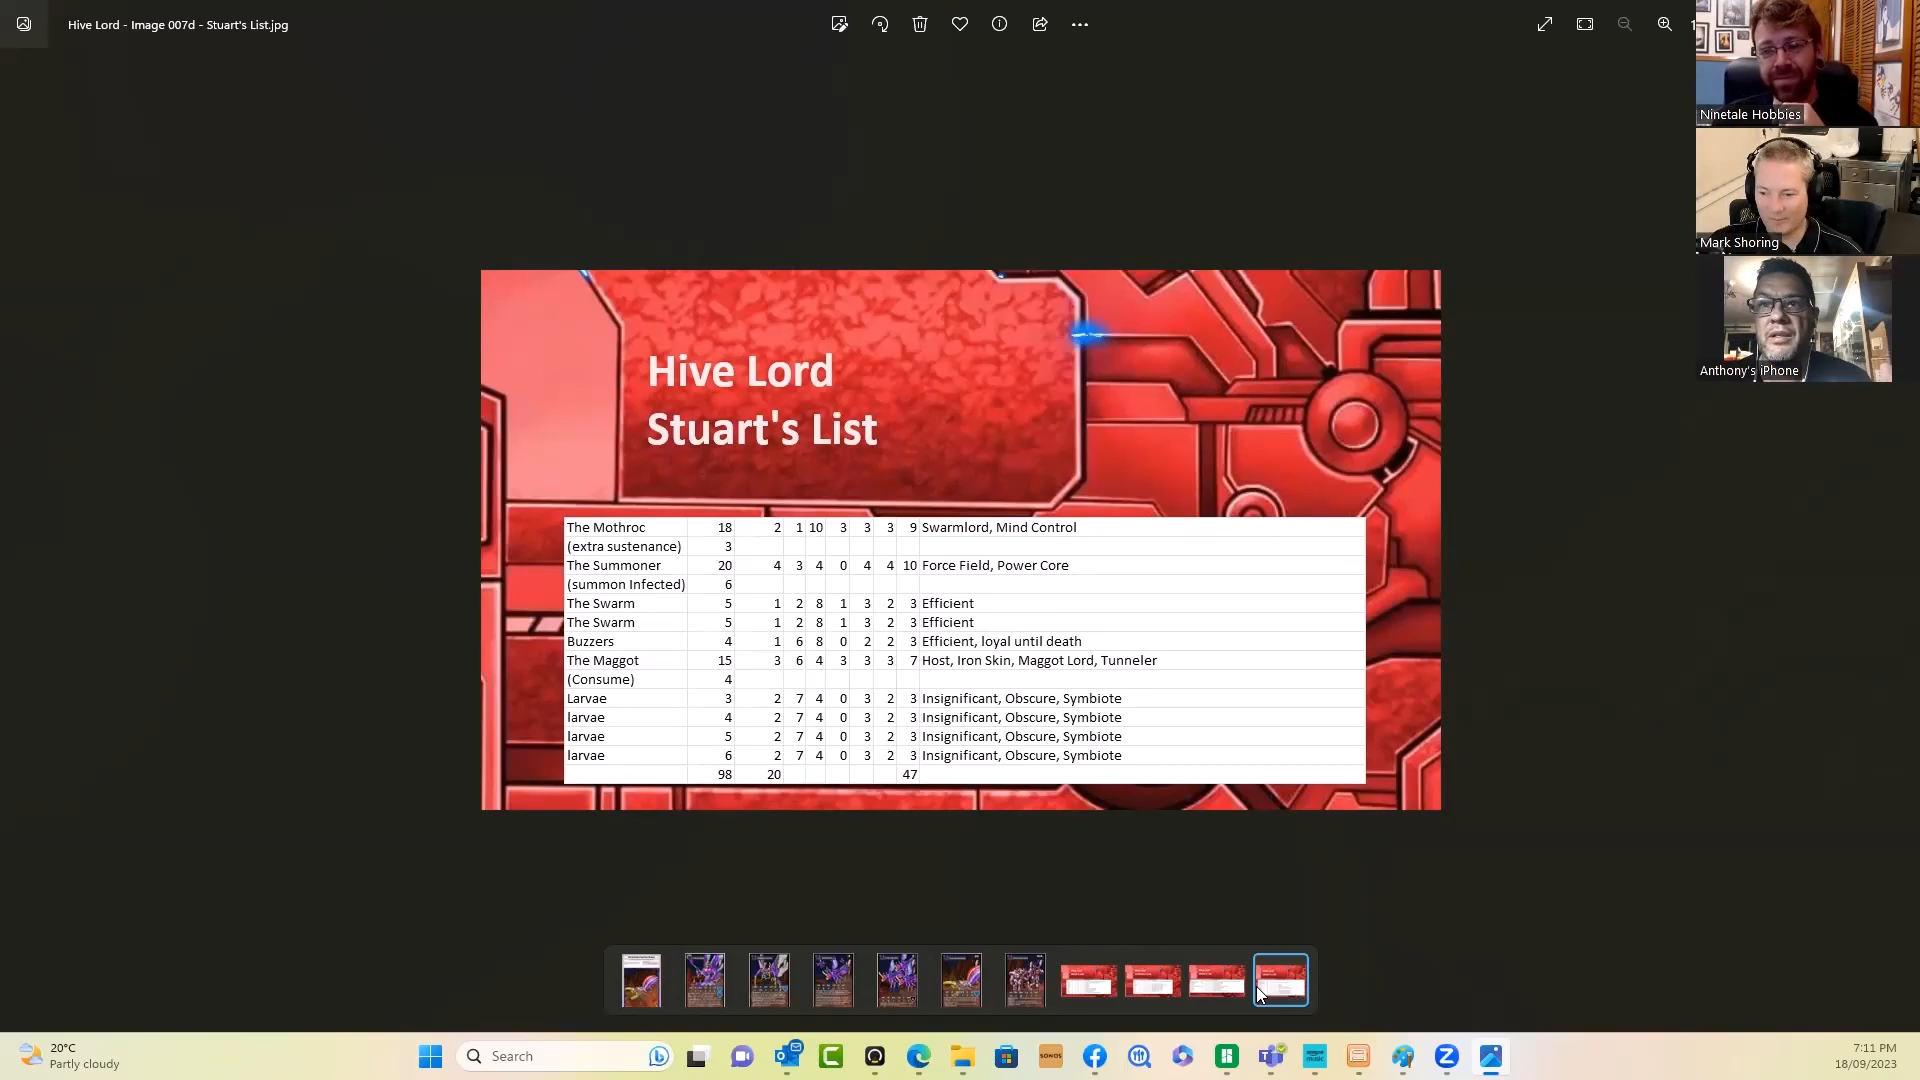 Hive Lord - Image 007d - Stuart's List.jpg
Ninetale Hobbies
Mark Shoring
Anthony's iPhone
Hive Lord
Stuart's List
The Mothroc 18 2 1 10 3 3 3 9 Swarmlord, Mind Control
(extra sustenance) 3
The Summoner 20 4 3 4 0 4 4 10 Force Field, Power Core
(summon Infected) 6
The Swarm 5 1 2 8 1 3 2 3 Efficient
The Swarm 5 1 2 8 1 3 2 3 Efficient
Buzzers 4 1 6 8 0 2 2 3 Efficient, loyal until death
The Maggot 15 3 6 4 3 3 3 7 Host, Iron Skin, Maggot Lord, Tunneler
(Consume) 4
Larvae 3 2 7 4 0 3 2 3 Insignificant, Obscure, Symbiote
larvae 4 2 7 4 0 3 2 3 Insignificant, Obscure, Symbiote
larvae 5 2 7 4 0 3 2 3 Insignificant, Obscure, Symbiote
larvae 6 2 7 4 0 3 2 3 Insignificant, Obscure, Symbiote
98 20 47
20°C
Partly cloudy
Search
SONOS
7:11 PM
18/09/2023